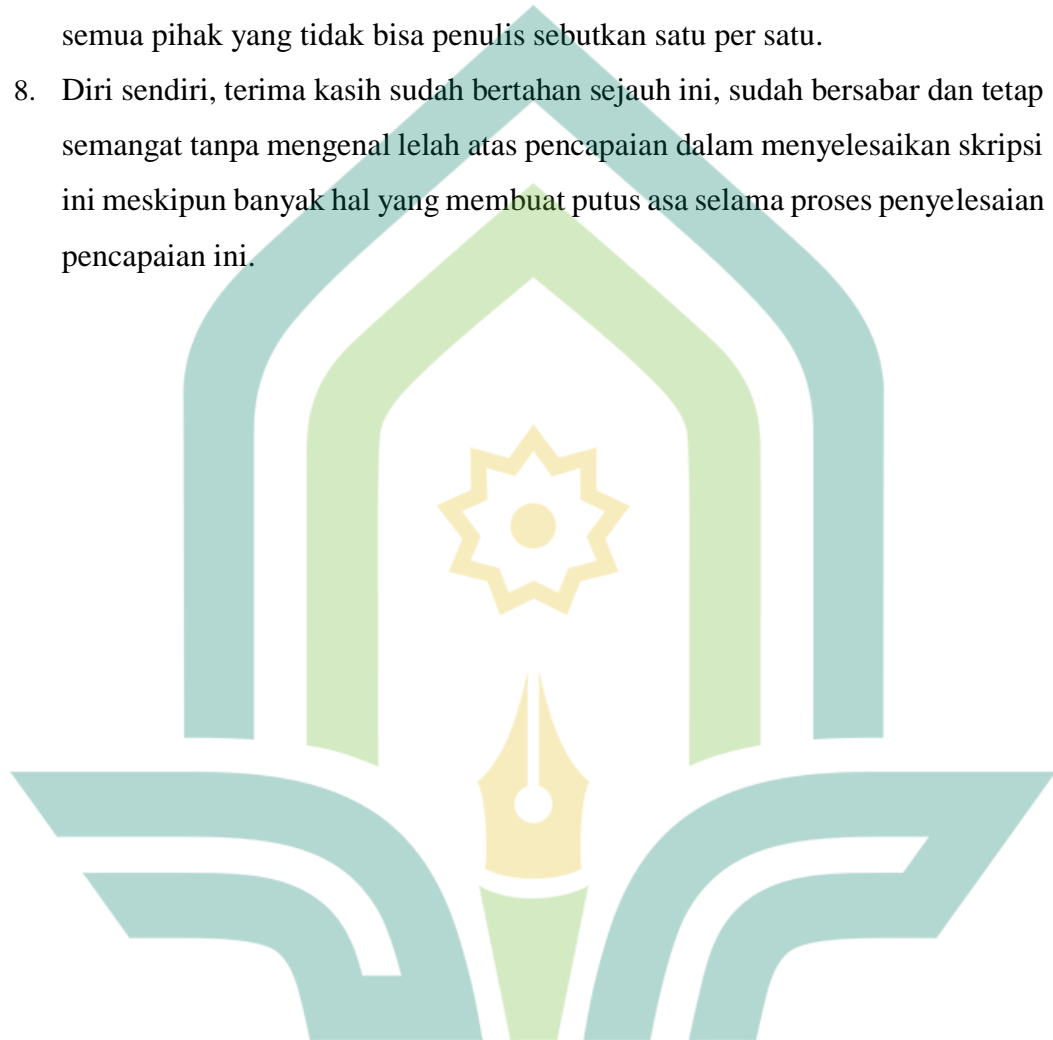 semua pihak yang tidak bisa penulis sebutkan satu per satu.
8. Diri sendiri, terima kasih sudah bertahan sejauh ini, sudah bersabar dan tetap
semangat tanpa mengenal lelah atas pencapaian dalam menyelesaikan skripsi
ini meskipun banyak hal yang membuat putus asa selama proses penyelesaian
pencapaian ini.